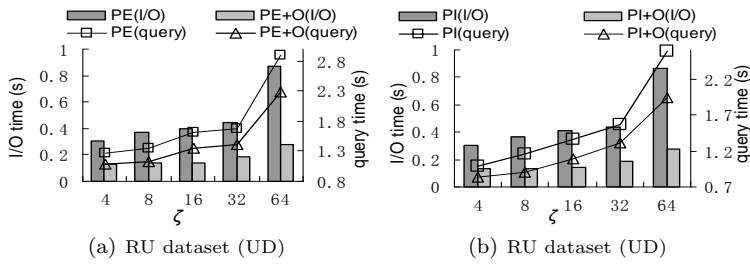 PE(I/O) PE+O(I/O)
PE(query) PE+O(query)
I/O time (s)
1
0.8
0.6
0.4
0.2
0
2.8
2.3
1.8
1.3
0.8
query time (s)
4 8 16 32 64
ζ
(a) RU dataset (UD)
PI(I/O) PI+O(I/O)
PI(query) PI+O(query)
I/O time (s)
1
0.8
0.6
0.4
0.2
0
2.2
1.7
1.2
0.7
query time (s)
4 8 16 32 64
ζ
(b) RU dataset (UD)